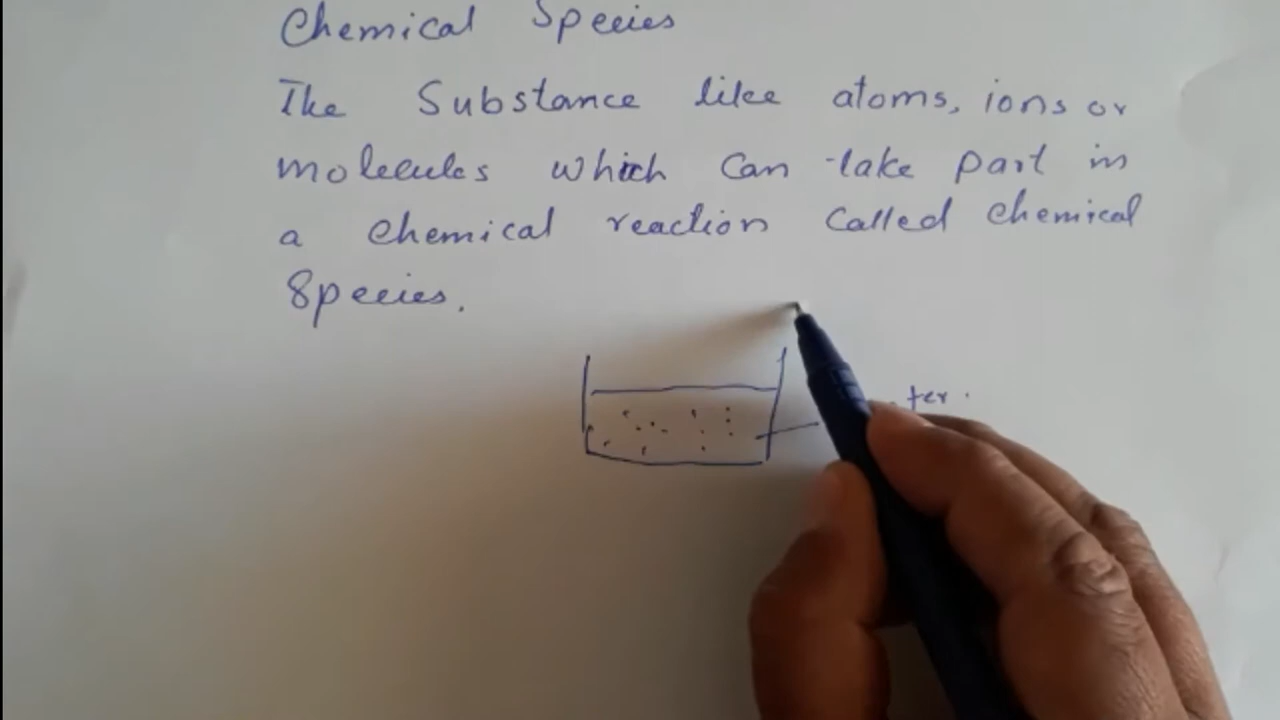 Chemical Species
The Substance like atoms, ions or
molecules which can take part in
a chemical reaction called chemical
Species.